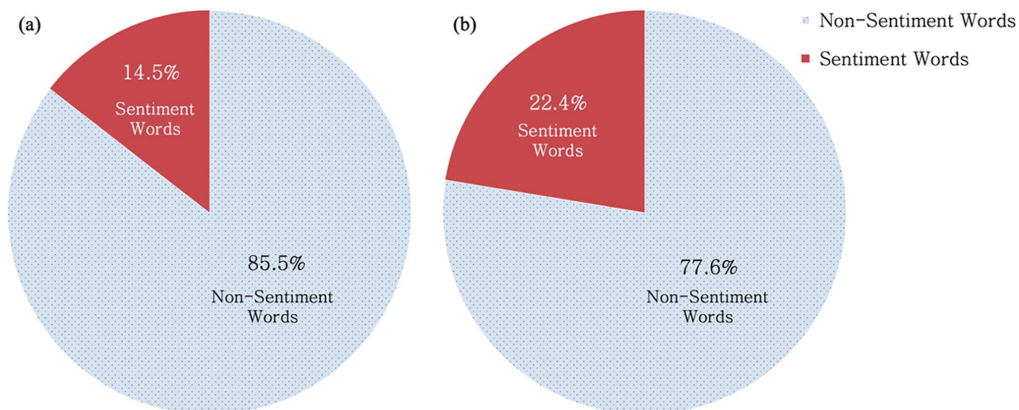 (a)
14.5%
Sentiment
Words
85.5%
Non-Sentiment
Words
(b)
22.4%
Sentiment
Words
77.6%
Non-Sentiment
Words
Non-Sentiment Words
Sentiment Words